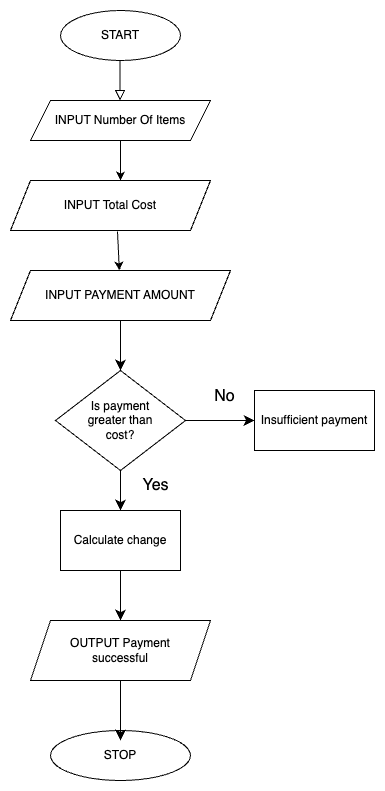 START
INPUT Number Of Items
INPUT Total Cost
INPUT PAYMENT AMOUNT
Is payment
greater than
cost?
No
Insufficient payment
Yes
Calculate change
OUTPUT Payment
successful
STOP